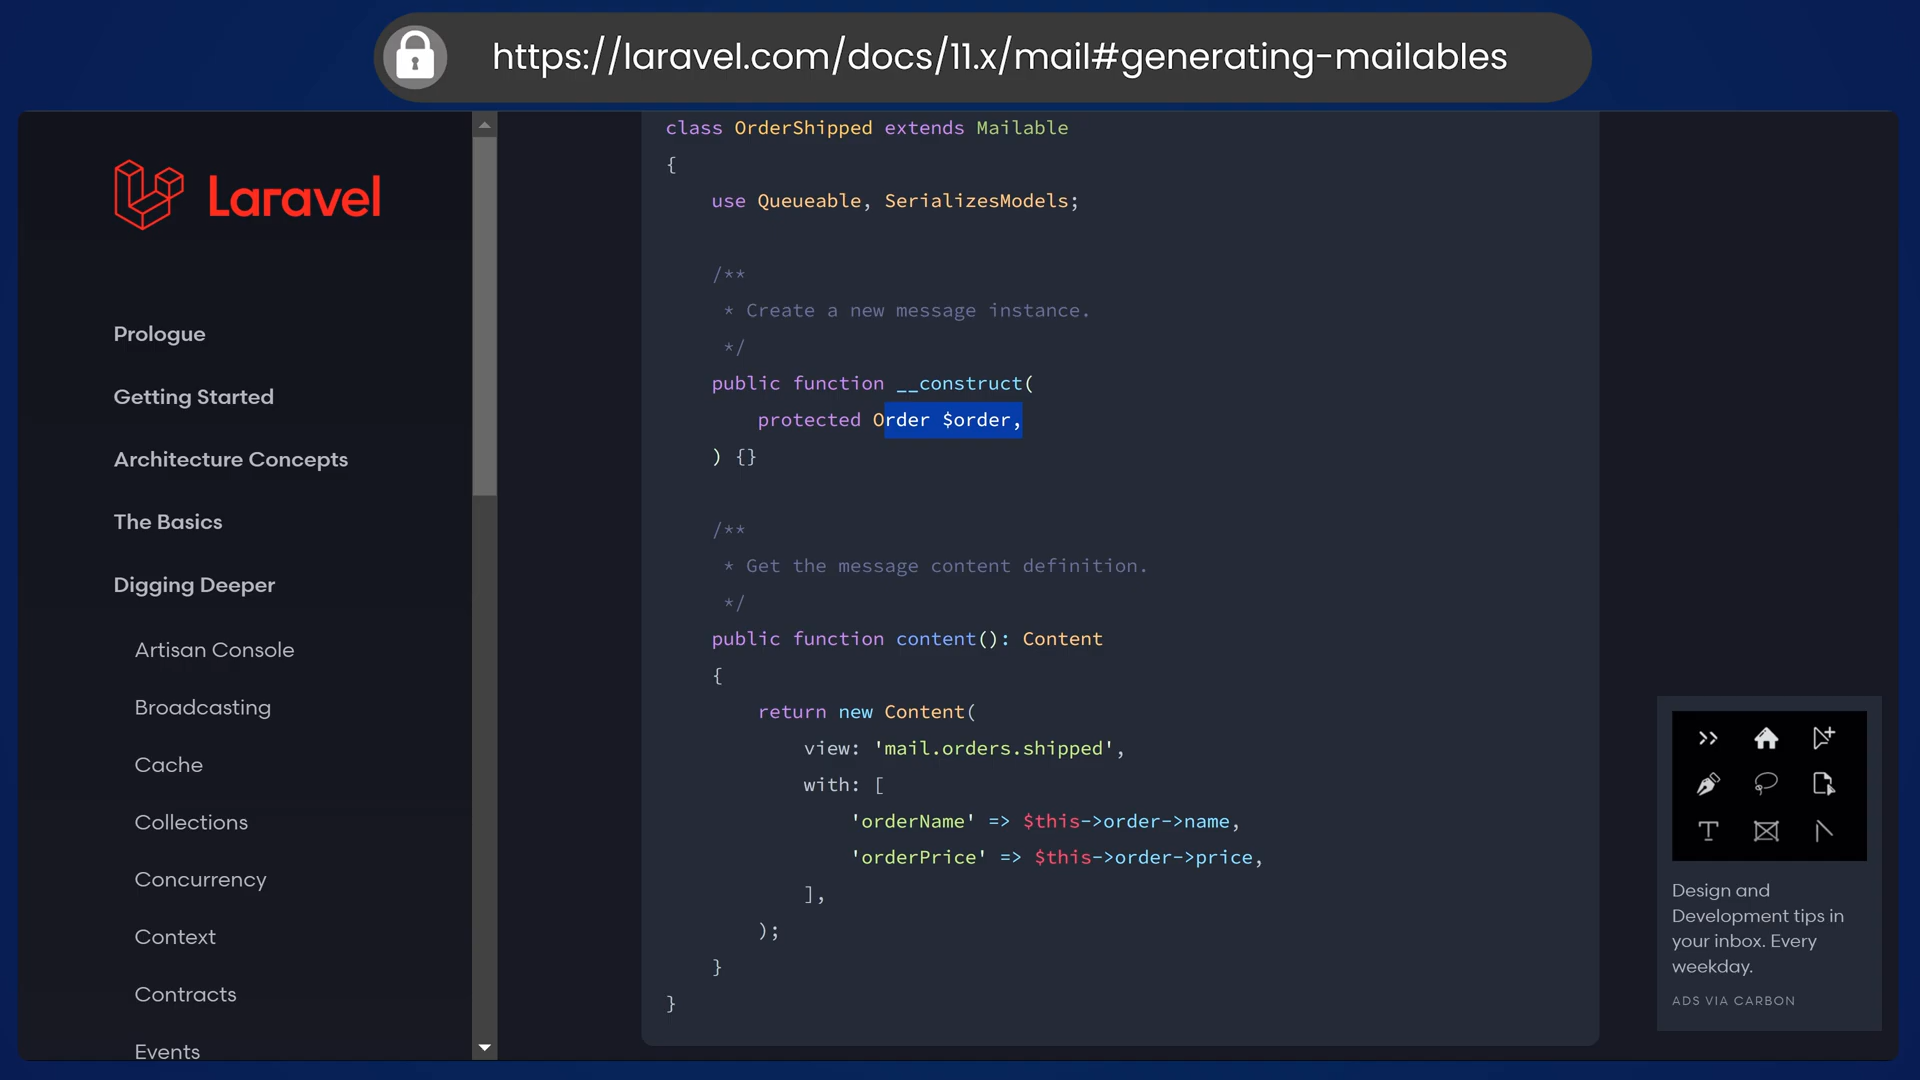 https://laravel.com/docs/11.x/mail#generating-mailables
Laravel
Prologue
Getting Started
Architecture Concepts
The Basics
Digging Deeper
Artisan Console
Broadcasting
Cache
Collections
Concurrency
Context
Contracts
Events
class OrderShipped extends Mailable
{
use Queueable, SerializesModels;
/**
* Create a new message instance.
*/
public function __construct(
protected Order $order,
) {}
/**
* Get the message content definition.
*/
public function content(): Content
{
return new Content(
view: 'mail.orders.shipped',
with: [
'orderName' => $this->order->name,
'orderPrice' => $this->order->price,
],
);
}
}
Design and
Development tips in
your inbox. Every
weekday.
ADS VIA CARBON